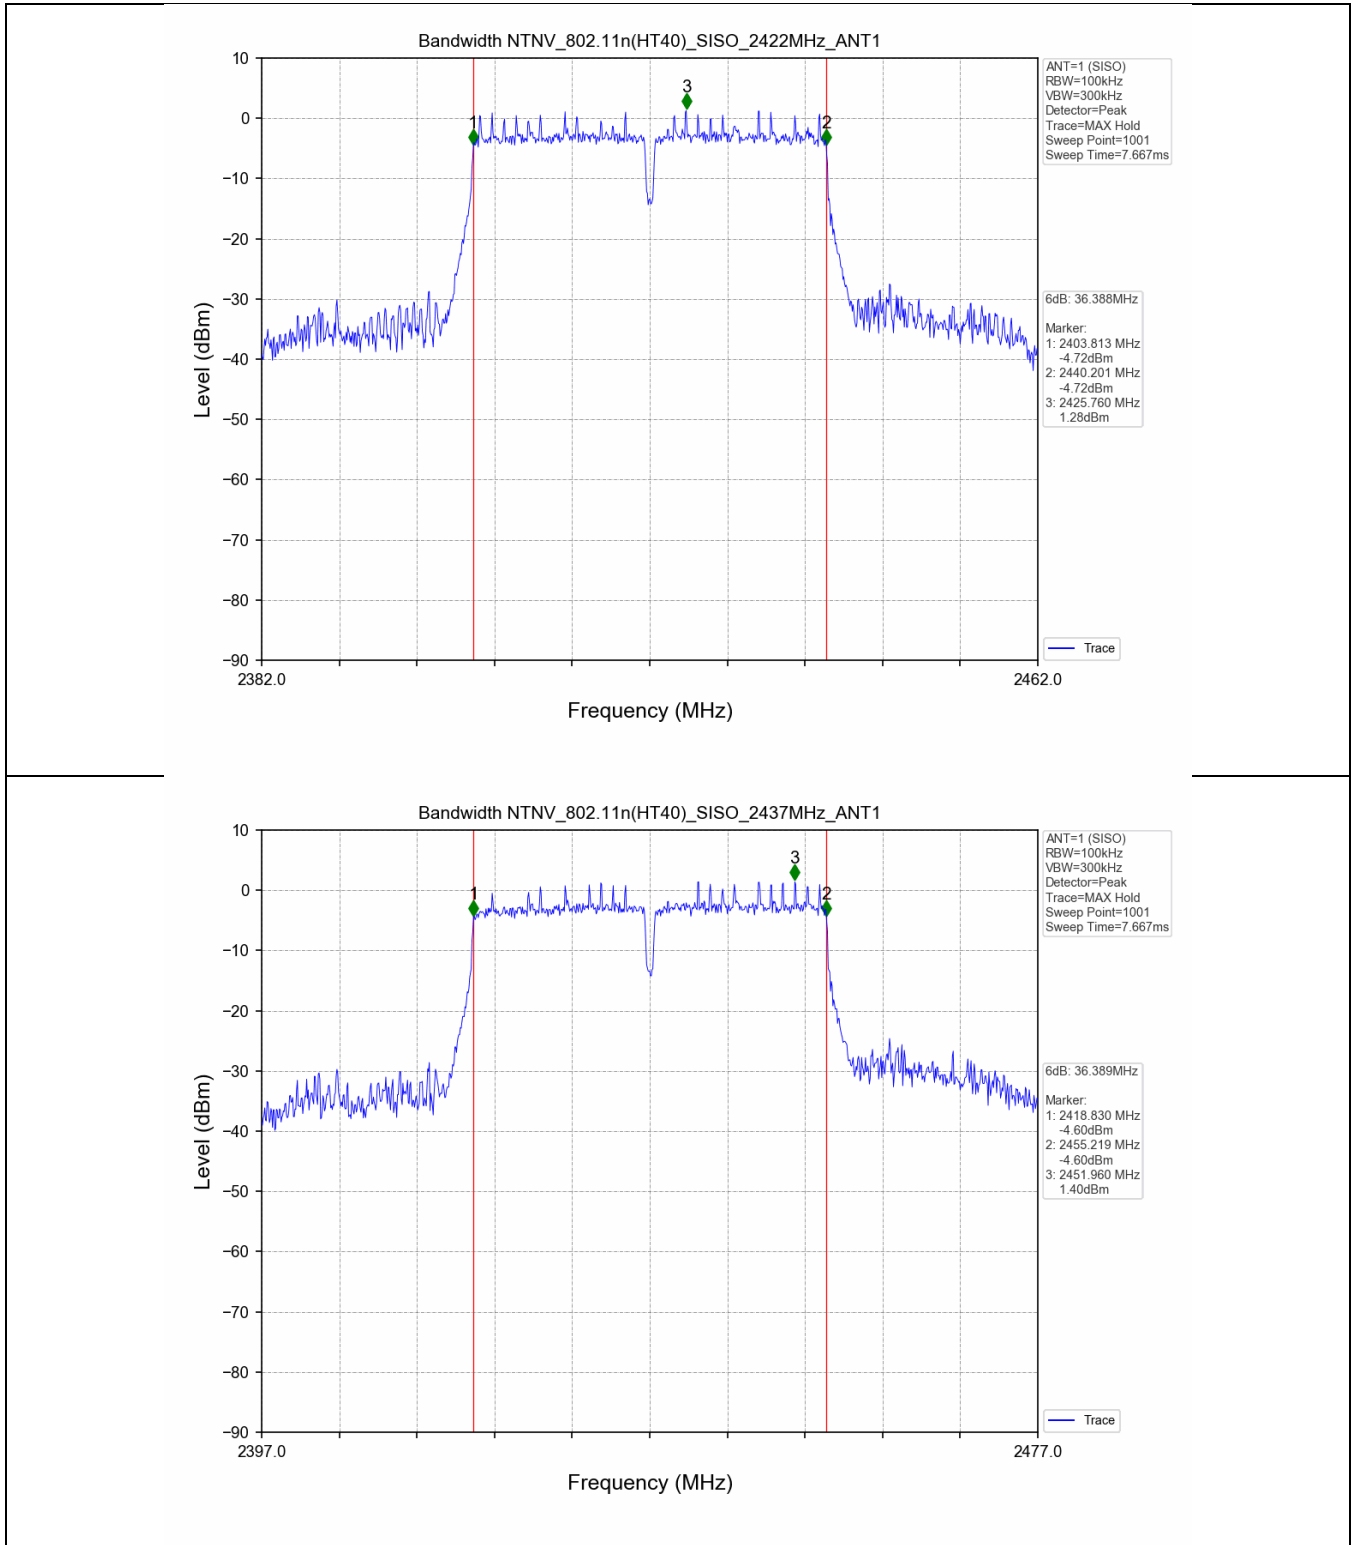 Bandwidth NTNV_802.11n(HT40)_SISO_2422MHz_ANT1
10
0
−10
−20
−30
−40
−50
−60
−70
−80
−90
Level (dBm)
1
2
3
2382.0
2462.0
Frequency (MHz)
ANT=1 (SISO)
RBW=100kHz
VBW=300kHz
Detector=Peak
Trace=MAX Hold
Sweep Point=1001
Sweep Time=7.667ms
6dB: 36.388MHz
Marker:
1: 2403.813 MHz
-4.72dBm
2: 2440.201 MHz
-4.72dBm
3: 2425.760 MHz
1.28dBm
Trace
Bandwidth NTNV_802.11n(HT40)_SISO_2437MHz_ANT1
10
0
−10
−20
−30
−40
−50
−60
−70
−80
−90
Level (dBm)
1
2
3
2397.0
2477.0
Frequency (MHz)
ANT=1 (SISO)
RBW=100kHz
VBW=300kHz
Detector=Peak
Trace=MAX Hold
Sweep Point=1001
Sweep Time=7.667ms
6dB: 36.389MHz
Marker:
1: 2418.830 MHz
-4.60dBm
2: 2455.219 MHz
-4.60dBm
3: 2451.960 MHz
1.40dBm
Trace